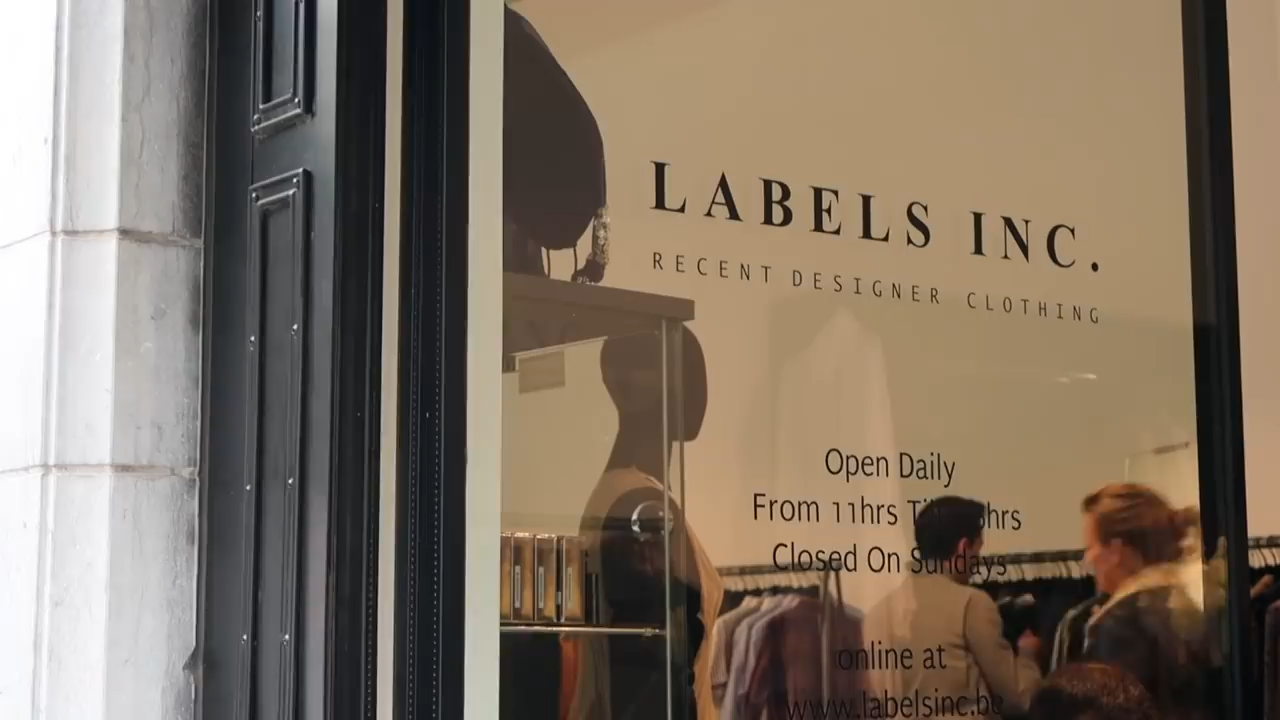 LABELS INC.
RECENT DESIGNER CLOTHING
Open Daily
From 11hrs
Closed On Sundays
online at
www.labelsinc.be